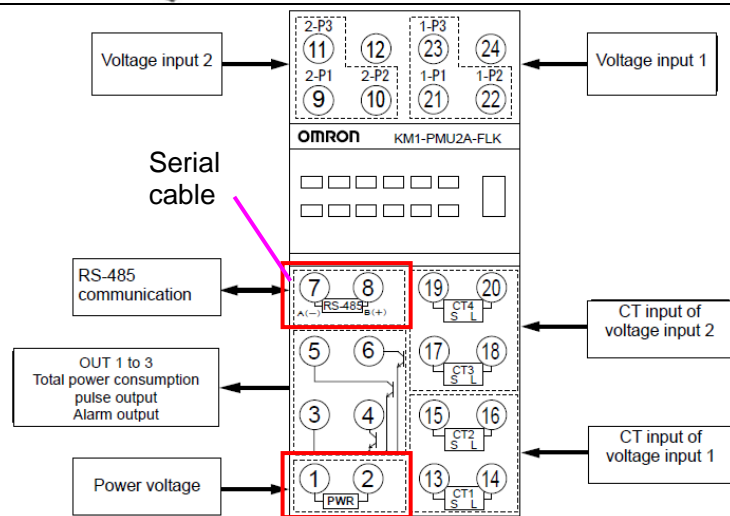 2-P3
1-P3
11
12
23
24
Voltage input 2
Voltage input 1
2-P1
2-P2
1-P1
1-P2
9
10
21
22
OMRON
KM1-PMU2A-FLK
Serial
cable
RS-485
communication
7
8
19
20
RS-485
A(−)
B(+)
CT4
S L
CT input of
voltage input 2
OUT 1 to 3
Total power consumption
pulse output
Alarm output
5
6
17
18
CT3
S L
3
4
15
16
CT2
S L
CT input of
voltage input 1
Power voltage
1
2
13
14
PWR
CT1
S L